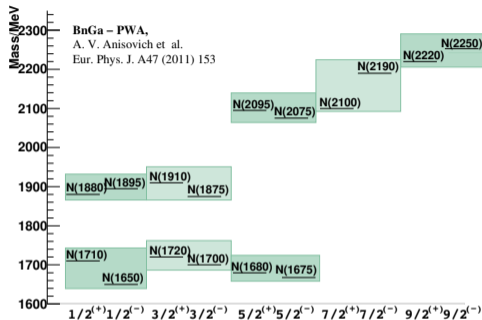 Mass/MeV
BnGa – PWA,
A. V. Anisovich et al.
Eur. Phys. J. A47 (2011) 153
2300
2200
2100
2000
1900
1800
1700
1600
N(2250)
N(2220)
N(2190)
N(2100)
N(2095)
N(2075)
N(1910)
N(1895)
N(1880)
N(1875)
N(1720)
N(1710)
N(1700)
N(1680)
N(1675)
N(1650)
1/2(+) 1/2(−) 3/2(+) 3/2(−) 5/2(+) 5/2(−) 7/2(+) 7/2(−) 9/2(+) 9/2(−)